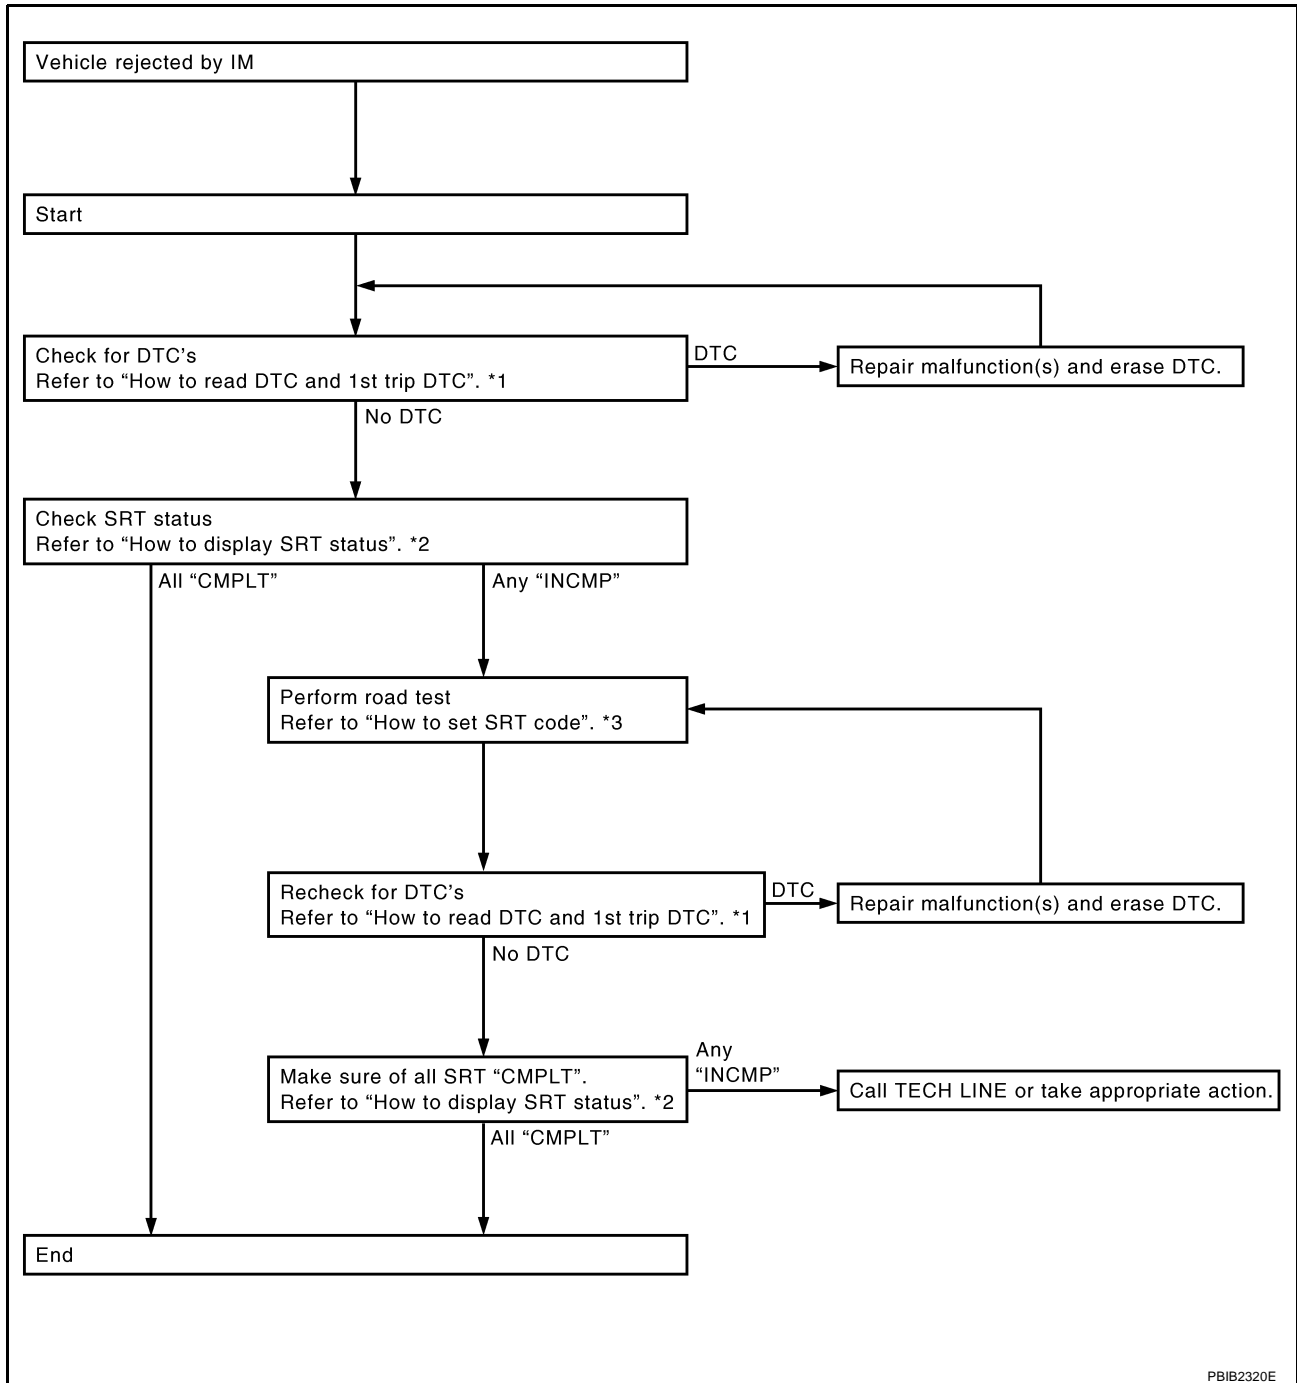 Vehicle rejected by IM
Start
Check for DTC's
Refer to “How to read DTC and 1st trip DTC”. *1
DTC
Repair malfunction(s) and erase DTC.
No DTC
Check SRT status
Refer to “How to display SRT status”. *2
All “CMPLT”
Any “INCMP”
Perform road test
Refer to “How to set SRT code”. *3
Recheck for DTC's
Refer to “How to read DTC and 1st trip DTC”. *1
DTC
Repair malfunction(s) and erase DTC.
No DTC
Make sure of all SRT “CMPLT”.
Refer to “How to display SRT status”. *2
Any
“INCMP”
Call TECH LINE or take appropriate action.
All “CMPLT”
End
PBIB2320E